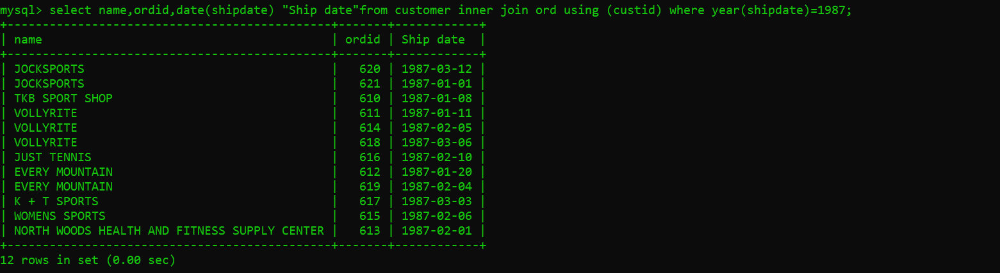 mysql> select name,ordid,date(shipdate) "Ship date"from customer inner join ord using (custid) where year(shipdate)=1987;
+----------------------------------------------+-------+------------+
| name                                         | ordid | Ship date  |
+----------------------------------------------+-------+------------+
| JOCKSPORTS                                   |   620 | 1987-03-12 |
| JOCKSPORTS                                   |   621 | 1987-01-01 |
| TKB SPORT SHOP                               |   610 | 1987-01-08 |
| VOLLYRITE                                    |   611 | 1987-01-11 |
| VOLLYRITE                                    |   614 | 1987-02-05 |
| VOLLYRITE                                    |   618 | 1987-03-06 |
| JUST TENNIS                                  |   616 | 1987-02-10 |
| EVERY MOUNTAIN                               |   612 | 1987-01-20 |
| EVERY MOUNTAIN                               |   619 | 1987-02-04 |
| K + T SPORTS                                 |   617 | 1987-03-03 |
| WOMENS SPORTS                                |   615 | 1987-02-06 |
| NORTH WOODS HEALTH AND FITNESS SUPPLY CENTER |   613 | 1987-02-01 |
+----------------------------------------------+-------+------------+
12 rows in set (0.00 sec)